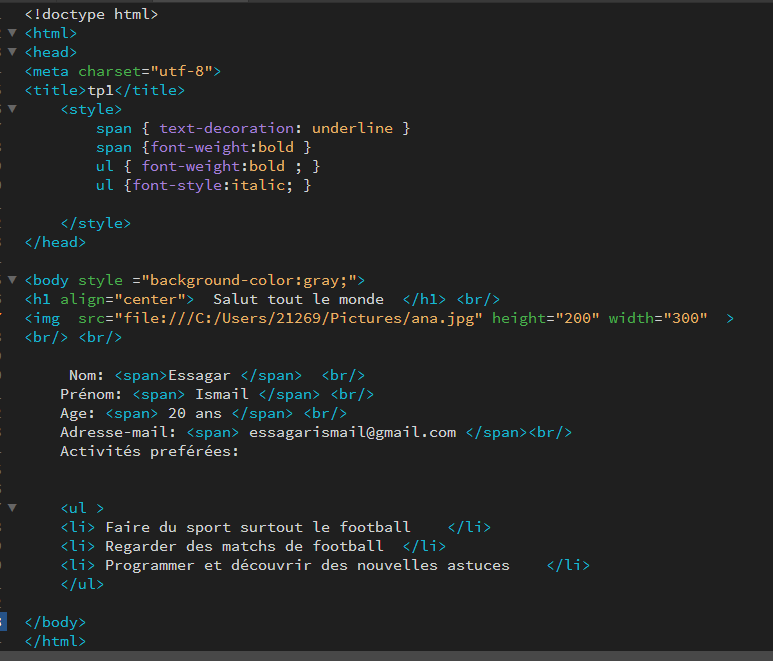 <!doctype html>
<html>
<head>
<meta charset="utf-8">
<title>tp1</title>
<style>
span { text-decoration: underline }
span {font-weight:bold }
ul { font-weight:bold ; }
ul {font-style:italic; }
</style>
</head>
<body style ="background-color:gray;">
<h1 align="center">  Salut tout le monde  </h1> <br/>
<img  src="file:///C:/Users/21269/Pictures/ana.jpg" height="200" width="300"  >
<br/> <br/>
Nom: <span>Essagar </span>  <br/>
Prénom: <span> Ismail </span> <br/>
Age: <span> 20 ans </span> <br/>
Adresse-mail: <span> essagarismail@gmail.com </span><br/>
Activités preférées:
<ul >
<li> Faire du sport surtout le football    </li>
<li> Regarder des matchs de football  </li>
<li> Programmer et découvrir des nouvelles astuces    </li>
</ul>
</body>
</html>